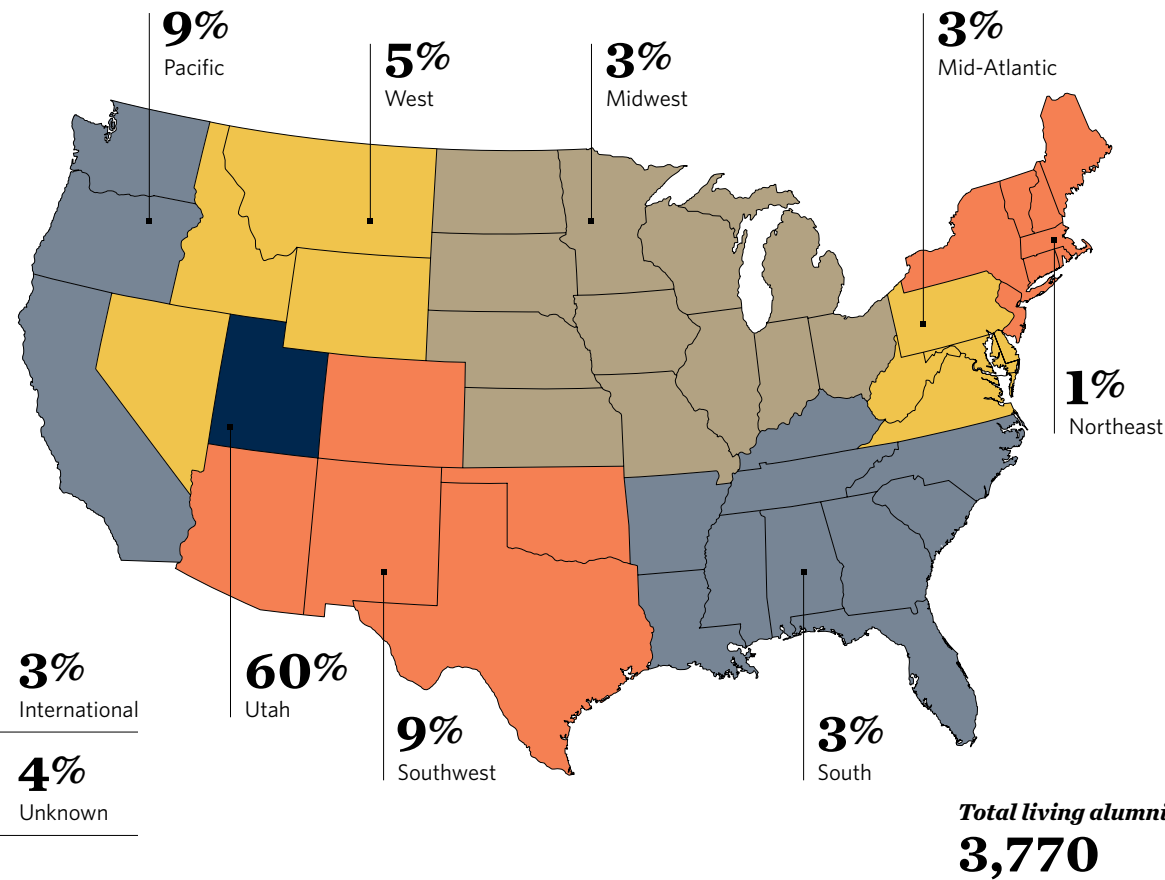 9%
Pacific
5%
West
3%
Midwest
3%
Mid-Atlantic
1%
Northeast
3%
International
4%
Unknown
60%
Utah
9%
Southwest
3%
South
Total living alumni
3,770